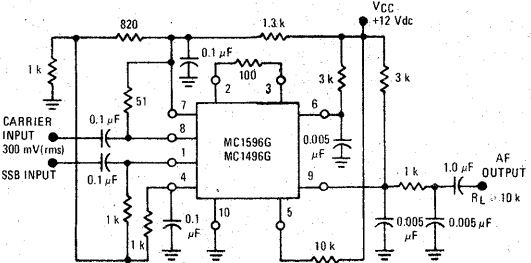 VCC
+12 Vdc
820
1.3 k
1 k
0.1 µF
100
3 k
3 k
2
3
51
7
6
CARRIER
INPUT
300 mV(rms)
0.1 µF
8
MC1596G
MC1496G
0.005
µF
SSB INPUT
0.1 µF
1
4
9
1 k
1.0 µF
AF
OUTPUT
RL = 10 k
1 k
1 k
0.1
µF
10
5
10 k
0.005
µF
0.005 µF